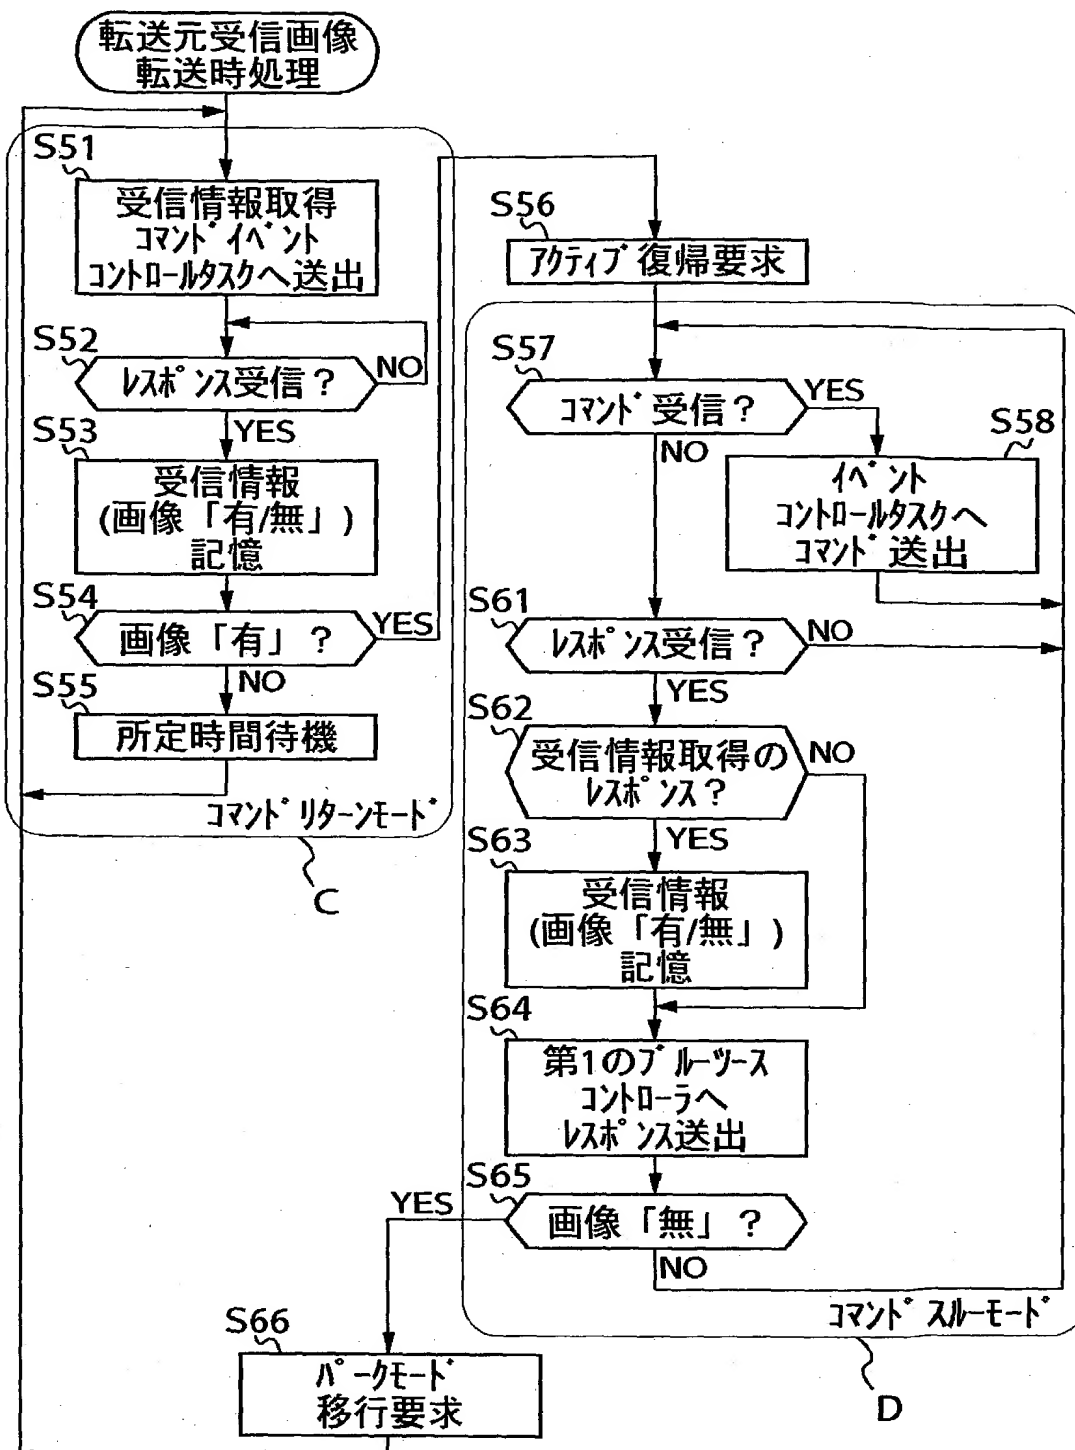 転送元受信画像
転送時処理
S51
受信情報取得
コマンドイベント
コントロールタスクへ送出
S52
レスポンス受信？
NO
YES
S53
受信情報
(画像「有/無」)
記憶
S54
画像「有」？
YES
NO
S55
所定時間待機
コマンドリターンモード
C
S56
アクティブ復帰要求
S57
コマンド受信？
YES
NO
S58
イベント
コントロールタスクへ
コマンド送出
S61
レスポンス受信？
NO
YES
S62
受信情報取得の
レスポンス？
NO
YES
S63
受信情報
(画像「有/無」)
記憶
S64
第1のブルーツース
コントローラへ
レスポンス送出
S65
画像「無」？
YES
NO
コマンドスルーモード
D
S66
パークモード
移行要求